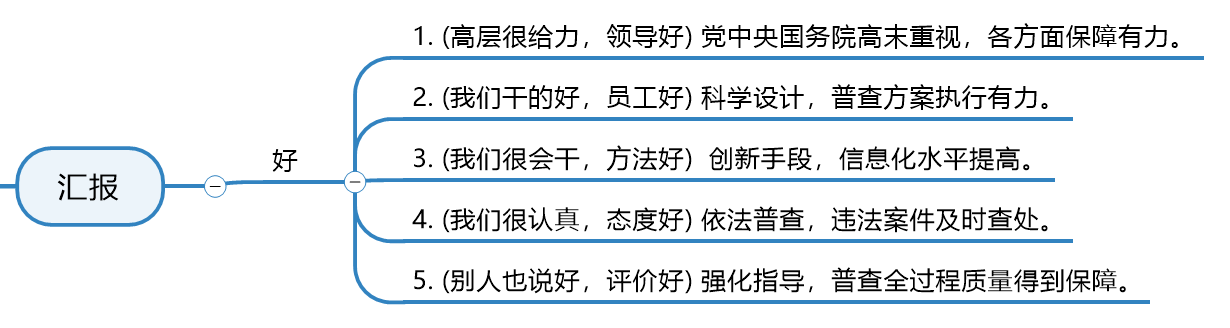 汇报
好
1. (高层很给力，领导好) 党中央国务院高末重视，各方面保障有力。
2. (我们干的好，员工好) 科学设计，普查方案执行有力。
3. (我们很会干，方法好) 创新手段，信息化水平提高。
4. (我们很认真，态度好) 依法普查，违法案件及时查处。
5. (别人也说好，评价好) 强化指导，普查全过程质量得到保障。